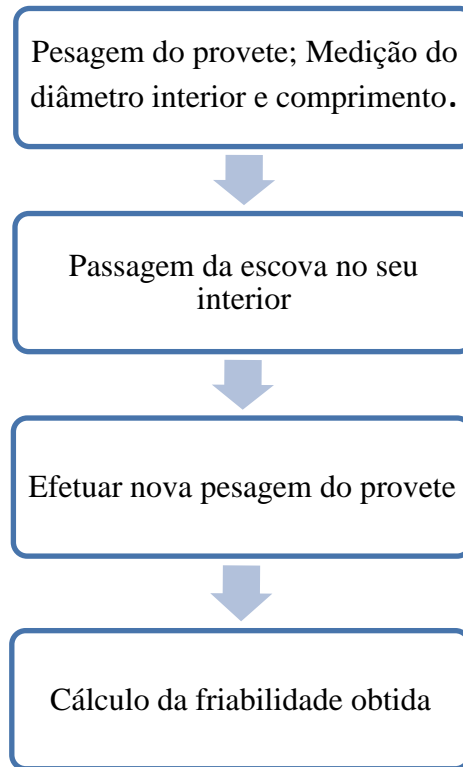 Pesagem do provete; Medição do
diâmetro interior e comprimento.
Passagem da escova no seu
interior
Efetuar nova pesagem do provete
Cálculo da friabilidade obtida